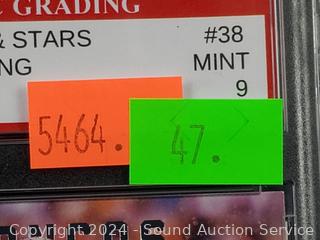 C GRADING
& STARS #38
NG MINT
9
5464.
47.
Copyright 2024 - Sound Auction Service